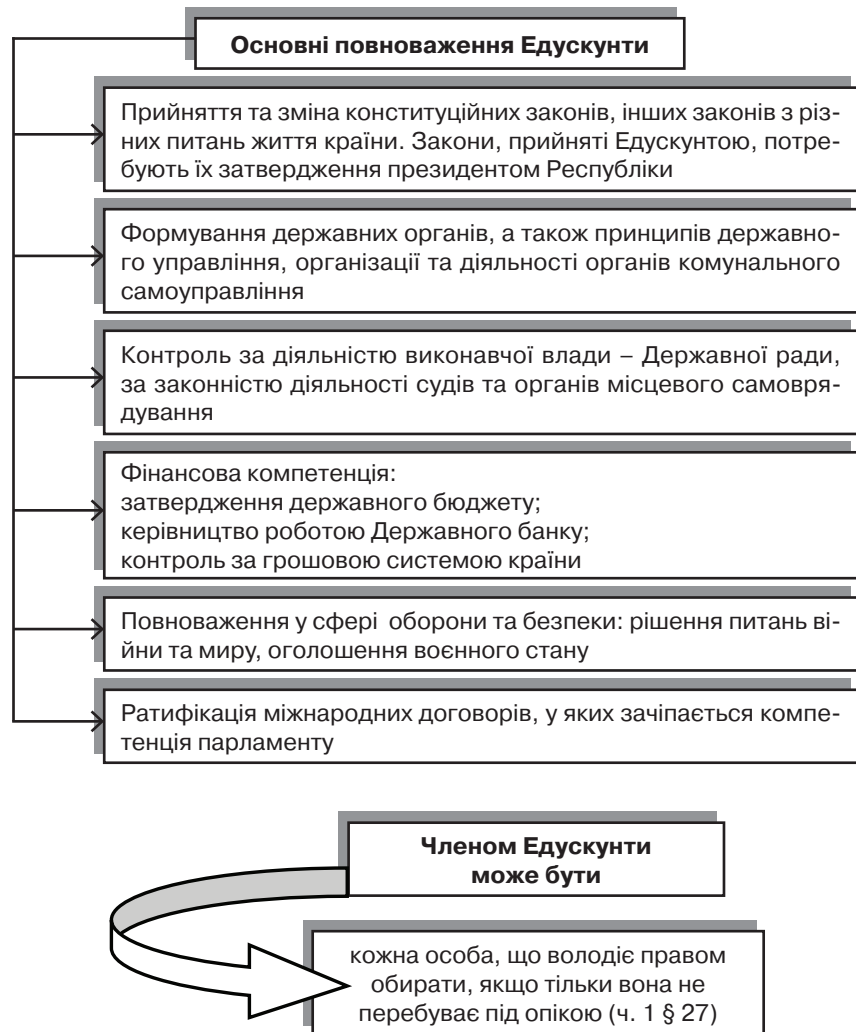 Основні повноваження Едускунти
Прийняття та зміна конституційних законів, інших законів з різ-
них питань життя країни. Закони, прийняті Едускунтою, потре-
бують їх затвердження президентом Республіки
Формування державних органів, а також принципів державно-
го управління, організації та діяльності органів комунального
самоуправління
Контроль за діяльністю виконавчої влади – Державної ради,
за законністю діяльності судів та органів місцевого самовря-
дування
Фінансова компетенція:
затвердження державного бюджету;
керівництво роботою Державного банку;
контроль за грошовою системою країни
Повноваження у сфері оборони та безпеки: рішення питань ві-
йни та миру, оголошення воєнного стану
Ратифікація міжнародних договорів, у яких зачіпається компе-
тенція парламенту
Членом Едускунти
може бути
кожна особа, що володіє правом
обирати, якщо тільки вона не
перебуває під опікою (ч. 1 § 27)